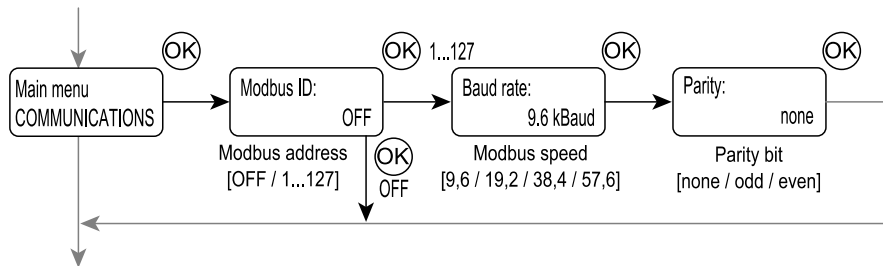 OK
OK 1...127
OK
OK
Main menu
COMMUNICATIONS
Modbus ID:
OFF
Baud rate:
9.6 kBaud
Parity:
none
Modbus address
[OFF / 1...127]
OK
OFF
Modbus speed
[9,6 / 19,2 / 38,4 / 57,6]
Parity bit
[none / odd / even]